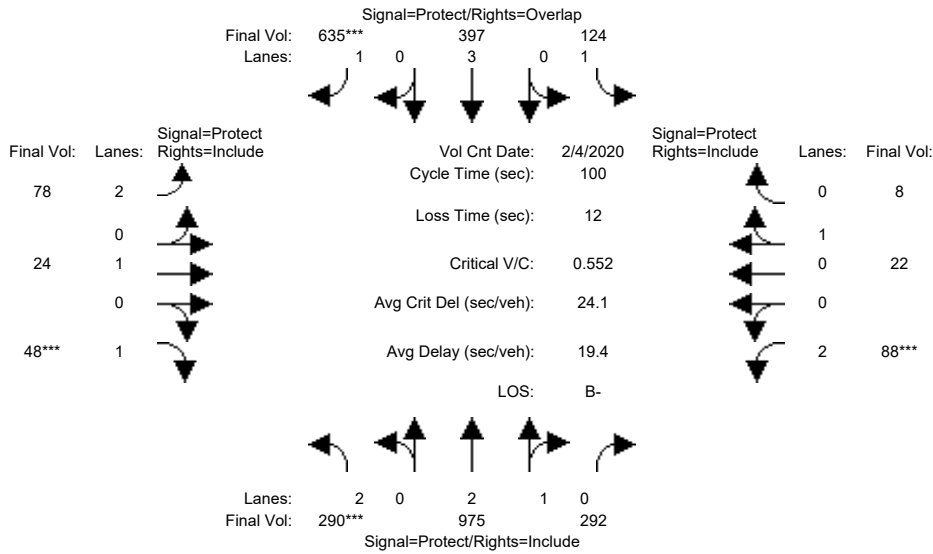 Signal=Protect/Rights=Overlap
Final Vol: 635*** 397 124
Lanes: 1 0 3 0 1
Signal=Protect
Final Vol: Lanes: Rights=Include
Vol Cnt Date: 2/4/2020
Signal=Protect
Rights=Include Lanes: Final Vol:
Cycle Time (sec): 100
78 2
0 8
Loss Time (sec): 12
0
1
24 1
Critical V/C: 0.552
0 22
0
Avg Crit Del (sec/veh): 24.1
0
48*** 1
Avg Delay (sec/veh): 19.4
2 88***
LOS: B-
Lanes: 2 0 2 1 0
Final Vol: 290*** 975 292
Signal=Protect/Rights=Include